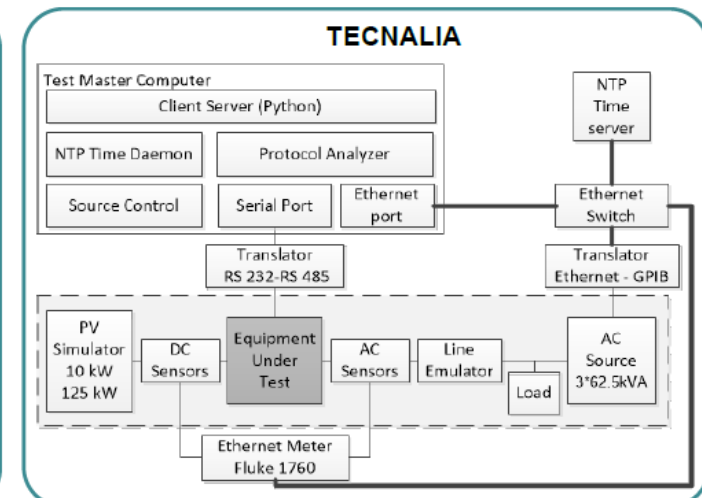 TECNALIA
Test Master Computer
Client Server (Python)
NTP Time Daemon
Protocol Analyzer
Source Control
Serial Port
Ethernet
port
NTP
Time
server
Ethernet
Switch
Translator
RS 232-RS 485
Translator
Ethernet - GPIB
PV
Simulator
10 kW
125 kW
DC
Sensors
Equipment
Under
Test
AC
Sensors
Line
Emulator
Load
AC
Source
3*62.5kVA
Ethernet Meter
Fluke 1760